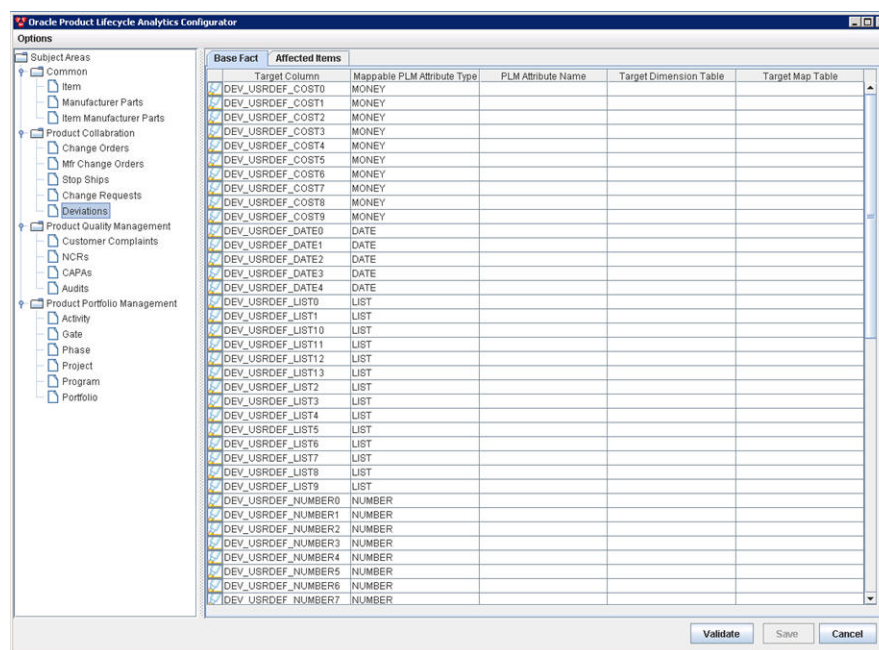 Oracle Product Lifecycle Analytics Configurator
Options
Subject Areas
Common
Item
Manufacturer Parts
Item Manufacturer Parts
Product Collabration
Change Orders
Mfr Change Orders
Stop Ships
Change Requests
Deviations
Product Quality Management
Customer Complaints
NCRs
CAPAs
Audits
Product Portfolio Management
Activity
Gate
Phase
Project
Program
Portfolio
Base Fact Affected Items
Target Column Mappable PLM Attribute Type PLM Attribute Name Target Dimension Table Target Map Table
DEV_USRDEF_COST0 MONEY
DEV_USRDEF_COST1 MONEY
DEV_USRDEF_COST2 MONEY
DEV_USRDEF_COST3 MONEY
DEV_USRDEF_COST4 MONEY
DEV_USRDEF_COST5 MONEY
DEV_USRDEF_COST6 MONEY
DEV_USRDEF_COST7 MONEY
DEV_USRDEF_COST8 MONEY
DEV_USRDEF_COST9 MONEY
DEV_USRDEF_DATE0 DATE
DEV_USRDEF_DATE1 DATE
DEV_USRDEF_DATE2 DATE
DEV_USRDEF_DATE3 DATE
DEV_USRDEF_DATE4 DATE
DEV_USRDEF_LIST0 LIST
DEV_USRDEF_LIST1 LIST
DEV_USRDEF_LIST10 LIST
DEV_USRDEF_LIST11 LIST
DEV_USRDEF_LIST12 LIST
DEV_USRDEF_LIST13 LIST
DEV_USRDEF_LIST2 LIST
DEV_USRDEF_LIST3 LIST
DEV_USRDEF_LIST4 LIST
DEV_USRDEF_LIST5 LIST
DEV_USRDEF_LIST6 LIST
DEV_USRDEF_LIST7 LIST
DEV_USRDEF_LIST8 LIST
DEV_USRDEF_LIST9 LIST
DEV_USRDEF_NUMBER0 NUMBER
DEV_USRDEF_NUMBER1 NUMBER
DEV_USRDEF_NUMBER2 NUMBER
DEV_USRDEF_NUMBER3 NUMBER
DEV_USRDEF_NUMBER4 NUMBER
DEV_USRDEF_NUMBER5 NUMBER
DEV_USRDEF_NUMBER6 NUMBER
DEV_USRDEF_NUMBER7 NUMBER
Validate Save Cancel